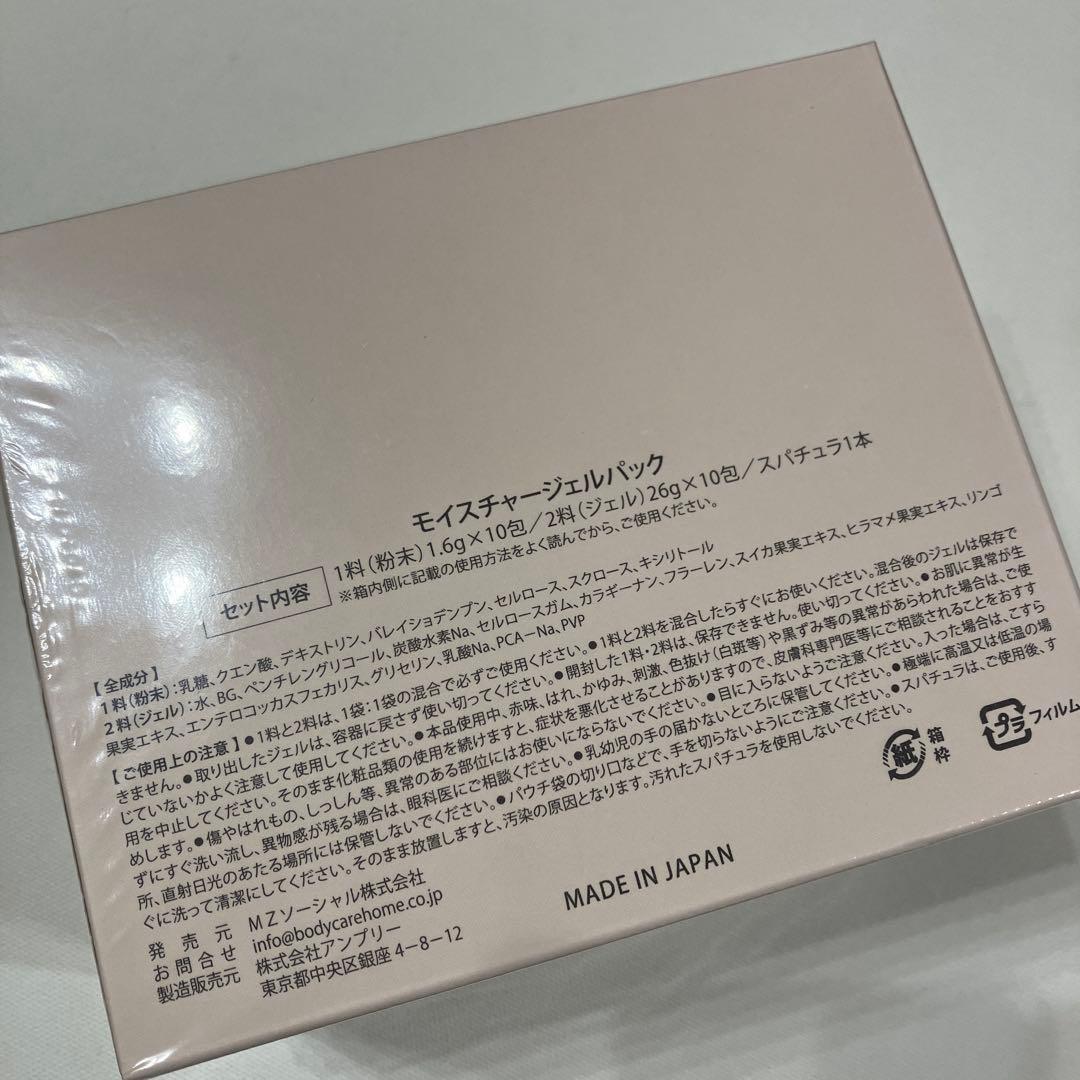 モイスチャージェルパック
セット内容 1料(粉末)1.6g×10包/2料(ジェル)26g×10包/スパチュラ1本
※箱内側に記載の使用方法をよく読んでから、ご使用ください。
【全成分】
1料(粉末):乳糖、クエン酸、デキストリン、バレイショデンプン、セルロース、スクロース、キシリトール
2料(ジェル):水、BG、ペンチレングリコール、炭酸水素Na、セルロースガム、カラギーナン、フラーレン、スイカ果実エキス、ヒラマメ果実エキス、リンゴ
果実エキス、エンテロコッカスフェカリス、グリセリン、乳酸Na、PCA-Na、PVP
【ご使用上の注意】●1料と2料は、1袋:1袋の混合で必ずご使用ください。●1料と2料を混合したらすぐにお使いください。混合後のジェルは保存で
きません。●取り出したジェルは、容器に戻さず使い切ってください。●開封した1料・2料は、保存できません。使い切ってください。●お肌に異常が生
じていないかよく注意して使用してください。●本品使用中、赤味、はれ、かゆみ、刺激、色抜け(白斑等)や黒ずみ等の異常があらわれた場合は、ご使
用を中止してください。そのまま化粧品類の使用を続けますと、症状を悪化させることがありますので、皮膚科専門医等にご相談されることをおすす
めします。●傷やはれもの、しっしん等、異常のある部位にはお使いにならないでください。●目に入らないようご注意ください。入った場合は、こすら
ずにすぐ洗い流し、異物感が残る場合は、眼科医にご相談ください。●乳幼児の手の届かないところに保管してください。●極端に高温又は低温の場
所、直射日光のあたる場所には保管しないでください。●パウチ袋の切り口などで、手を切らないようにご注意ください。●スパチュラは、ご使用後、す
ぐに洗って清潔にしてください。そのまま放置しますと、汚染の原因となります。汚れたスパチュラを使用しないでください。
発売元 MZソーシャル株式会社
お問合せ info@bodycarehome.co.jp
製造販売元 株式会社アンプリー
東京都中央区銀座4-8-12
MADE IN JAPAN
紙 箱
枠
プラ フィルム